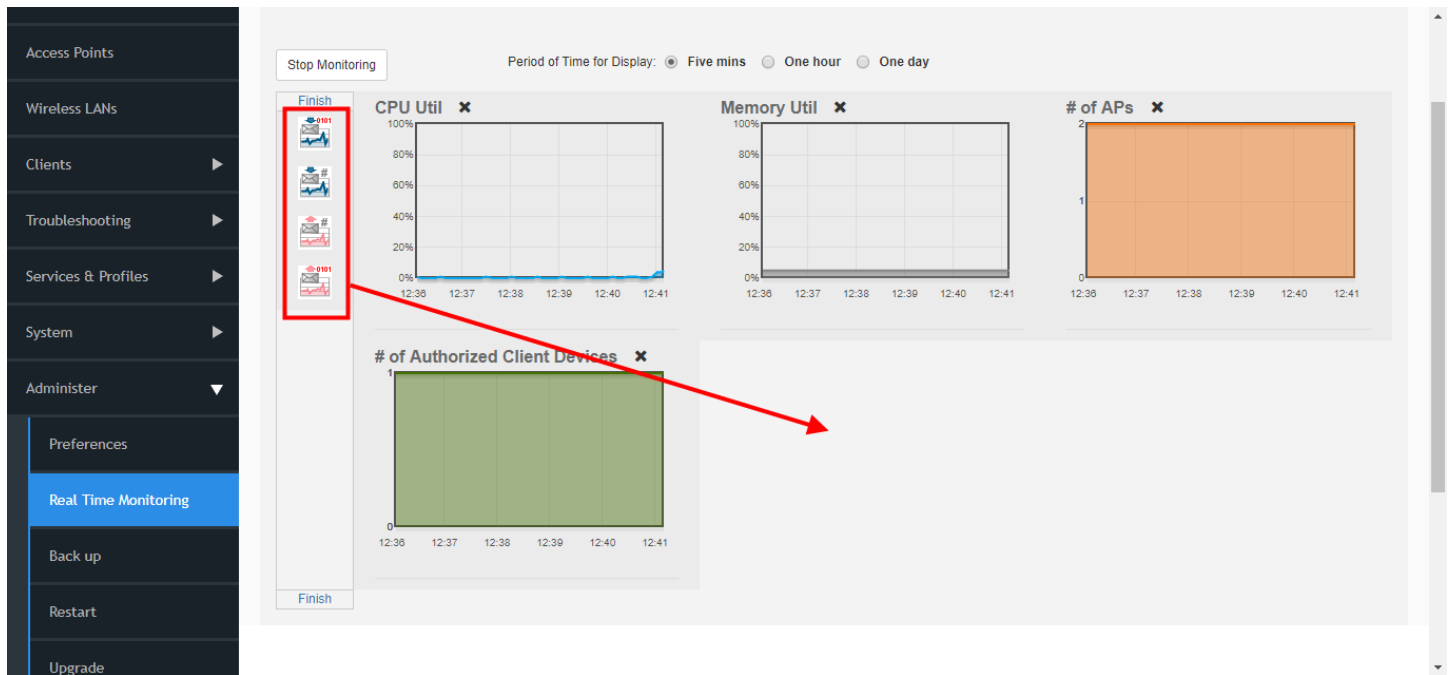 Access Points
Wireless LANs
Clients
Troubleshooting
Services & Profiles
System
Administer
Preferences
Real Time Monitoring
Back up
Restart
Upgrade
Stop Monitoring
Period of Time for Display: Five mins One hour One day
Finish
0101
#
#
0101
Finish
CPU Util ✖
100%
80%
60%
40%
20%
0%
12:36 12:37 12:38 12:39 12:40 12:41
Memory Util ✖
100%
80%
60%
40%
20%
0%
12:36 12:37 12:38 12:39 12:40 12:41
# of APs ✖
2
1
0
12:36 12:37 12:38 12:39 12:40 12:41
# of Authorized Client Devices ✖
1
0
12:36 12:37 12:38 12:39 12:40 12:41